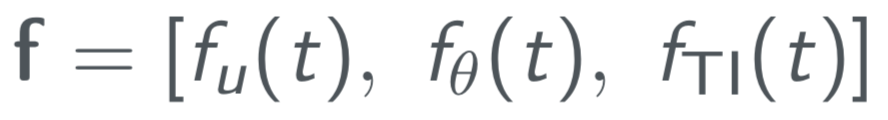 f = [f_u(t), f_θ(t), f_TI(t)]